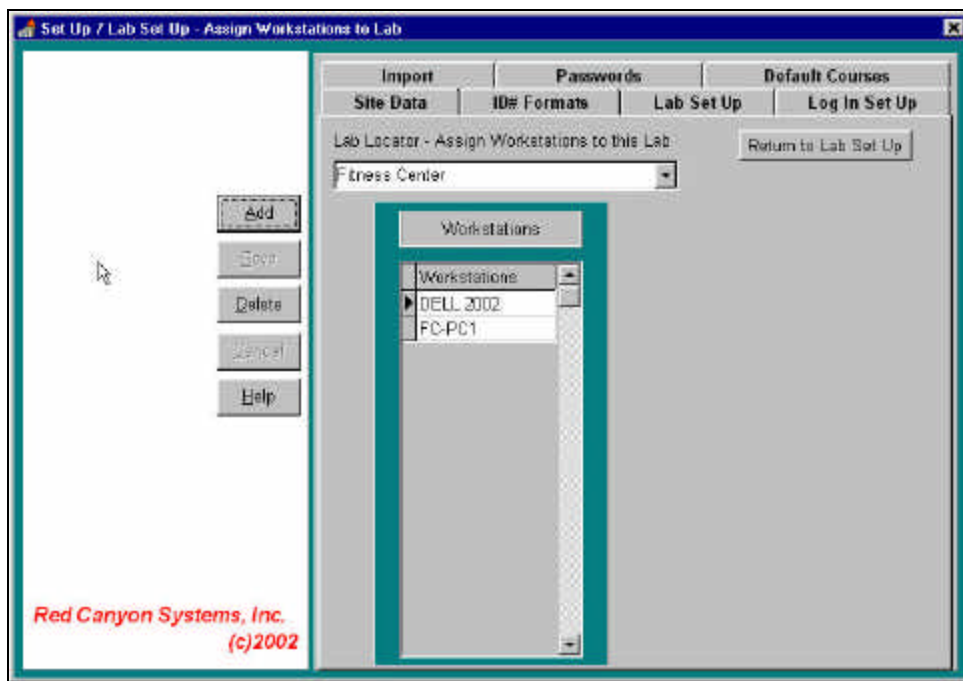 Set Up / Lab Set Up - Assign Workstations to Lab
Import Passwords Default Courses
Site Data ID# Formats Lab Set Up Log In Set Up
Lab Locator - Assign Workstations to this Lab
Return to Lab Set Up
Fitness Center
Add
Save
Delete
Cancel
Help
Workstations
Workstations
DELL 2002
FC-PC1
Red Canyon Systems, Inc.
(c)2002